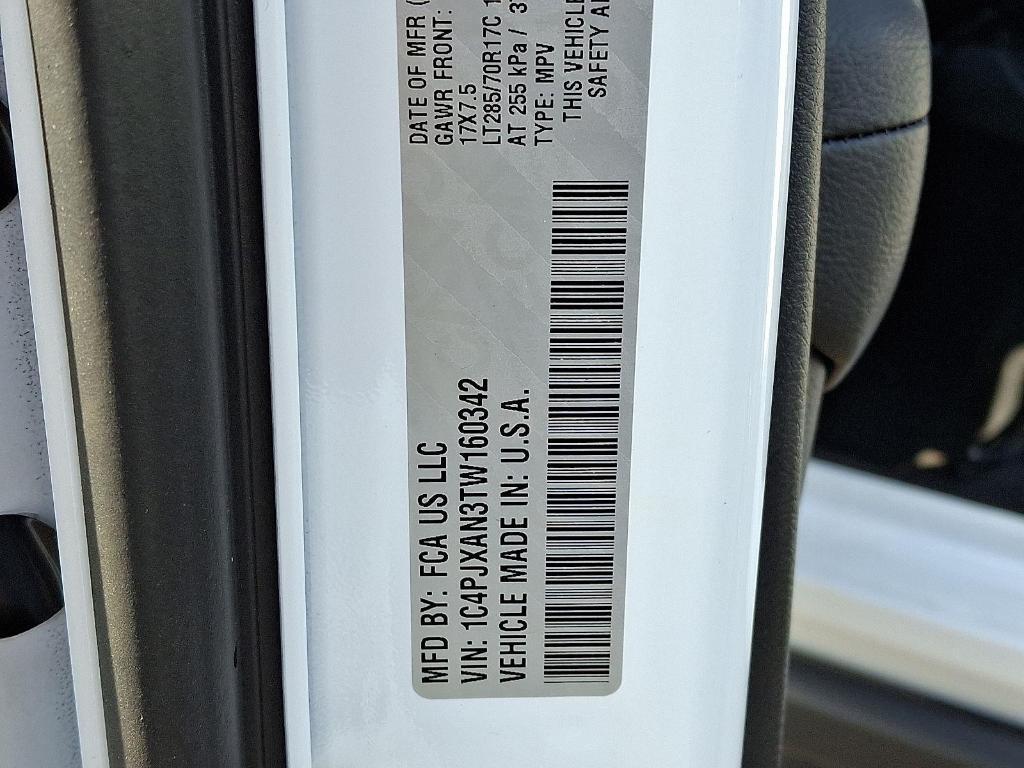 MFD BY: FCA US LLC
VIN: 1C4PJXAN3TW160342
VEHICLE MADE IN: U.S.A.
DATE OF MFR
GAWR FRONT:
17X7.5
LT285/70R17C
AT 255 kPa /
TYPE: MPV
THIS VEHICLE
SAFETY